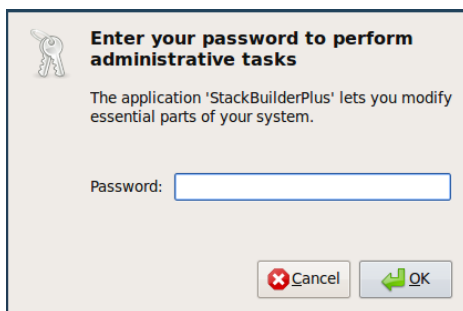 Enter your password to perform
administrative tasks
The application 'StackBuilderPlus' lets you modify
essential parts of your system.
Password:
Cancel
OK